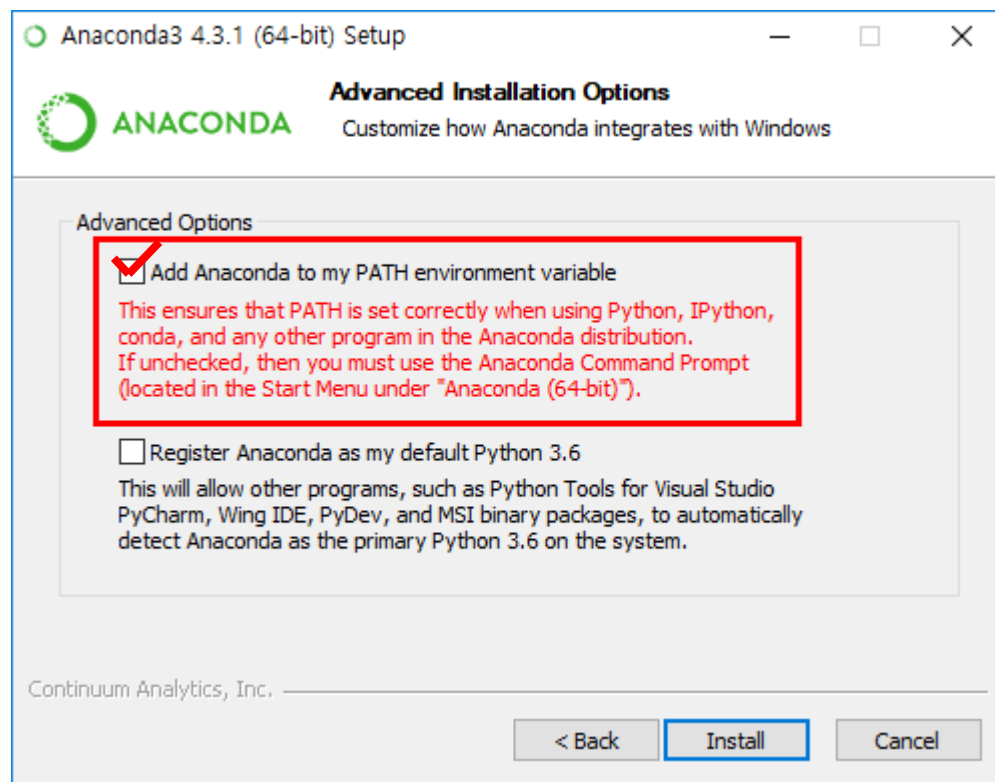 Anaconda3 4.3.1 (64-bit) Setup
ANACONDA
Advanced Installation Options
Customize how Anaconda integrates with Windows
Advanced Options
Add Anaconda to my PATH environment variable
This ensures that PATH is set correctly when using Python, IPython,
conda, and any other program in the Anaconda distribution.
If unchecked, then you must use the Anaconda Command Prompt
(located in the Start Menu under "Anaconda (64-bit)").
Register Anaconda as my default Python 3.6
This will allow other programs, such as Python Tools for Visual Studio
PyCharm, Wing IDE, PyDev, and MSI binary packages, to automatically
detect Anaconda as the primary Python 3.6 on the system.
Continuum Analytics, Inc.
< Back
Install
Cancel